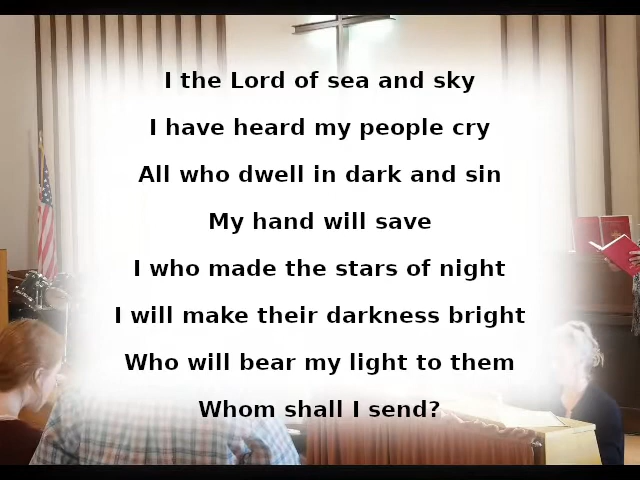 I the Lord of sea and sky
I have heard my people cry
All who dwell in dark and sin
My hand will save
I who made the stars of night
I will make their darkness bright
Who will bear my light to them
Whom shall I send?